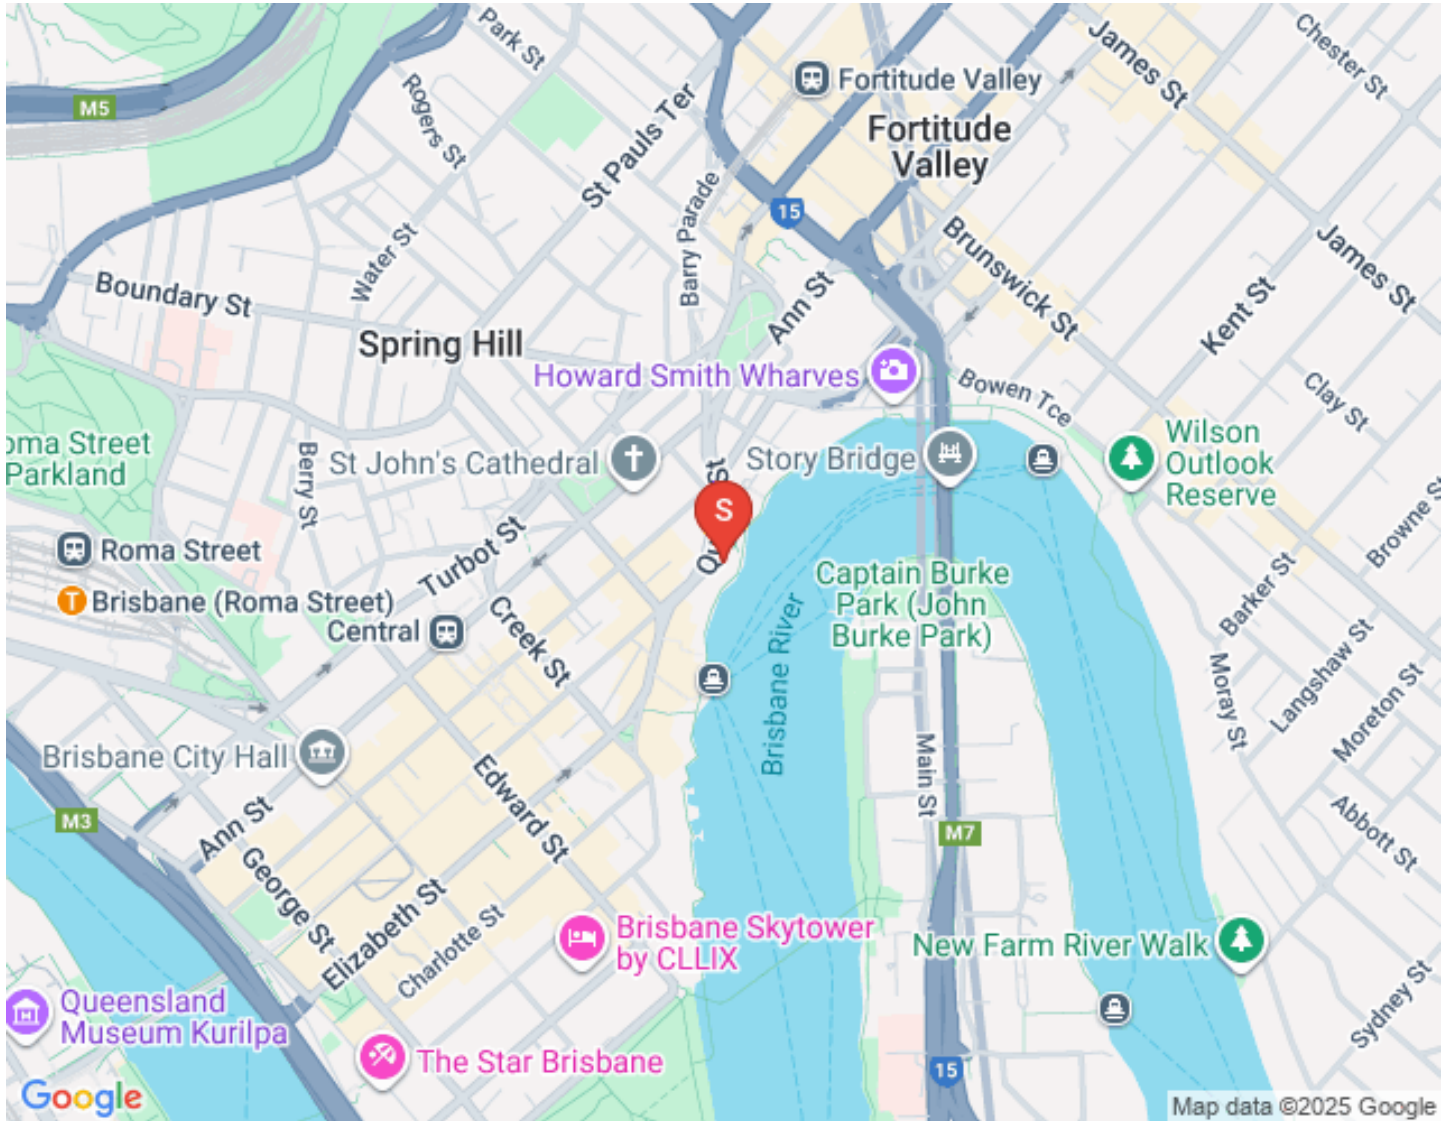 Park St
Rogers St
St Pauls Ter
Fortitude Valley
Fortitude
Valley
James St
Chester St
M5
15
Barry Parade
Water St
Boundary St
Ann St
Brunswick St
James St
Kent St
Spring Hill
Howard Smith Wharves
Bowen Tce
Clay St
oma Street
Parkland
Berry St
St John's Cathedral
Story Bridge
Wilson
Outlook
Reserve
S
Browne St
Roma Street
Turbot St
T
Brisbane (Roma Street)
Central
Creek St
Captain Burke
Park (John
Burke Park)
Brisbane River
Barker St
Langshaw St
Moray St
Moreton St
Brisbane City Hall
Edward St
Main St
M3
Ann St
M7
Abbott St
George St
Elizabeth St
Charlotte St
Brisbane Skytower
by CLLIX
New Farm River Walk
Queensland
Museum Kurilpa
The Star Brisbane
15
Sydney St
Google
Map data ©2025 Google